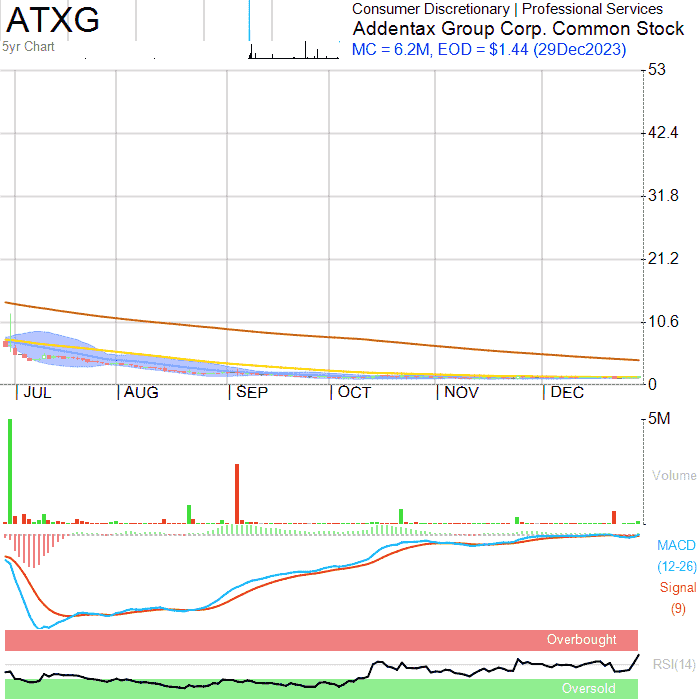 ATXG
5yr Chart
Consumer Discretionary | Professional Services
Addentax Group Corp. Common Stock
MC = 6.2M, EOD = $1.44 (29Dec2023)
53
42.4
31.8
21.2
10.6
0
JUL
AUG
SEP
OCT
NOV
DEC
5M
Volume
MACD
(12-26)
Signal
(9)
Overbought
RSI(14)
Oversold